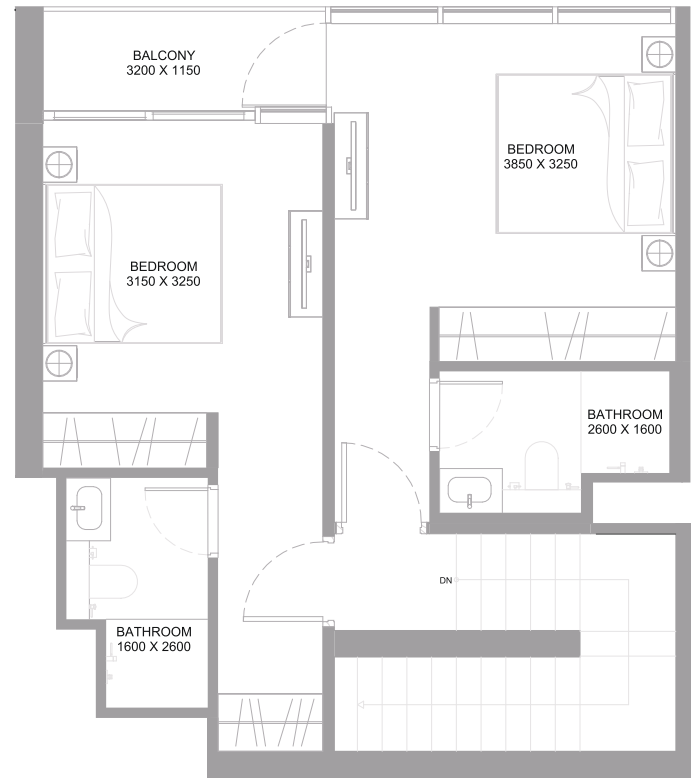 BALCONY
3200 X 1150
BEDROOM
3850 X 3250
BEDROOM
3150 X 3250
BATHROOM
2600 X 1600
DN
BATHROOM
1600 X 2600